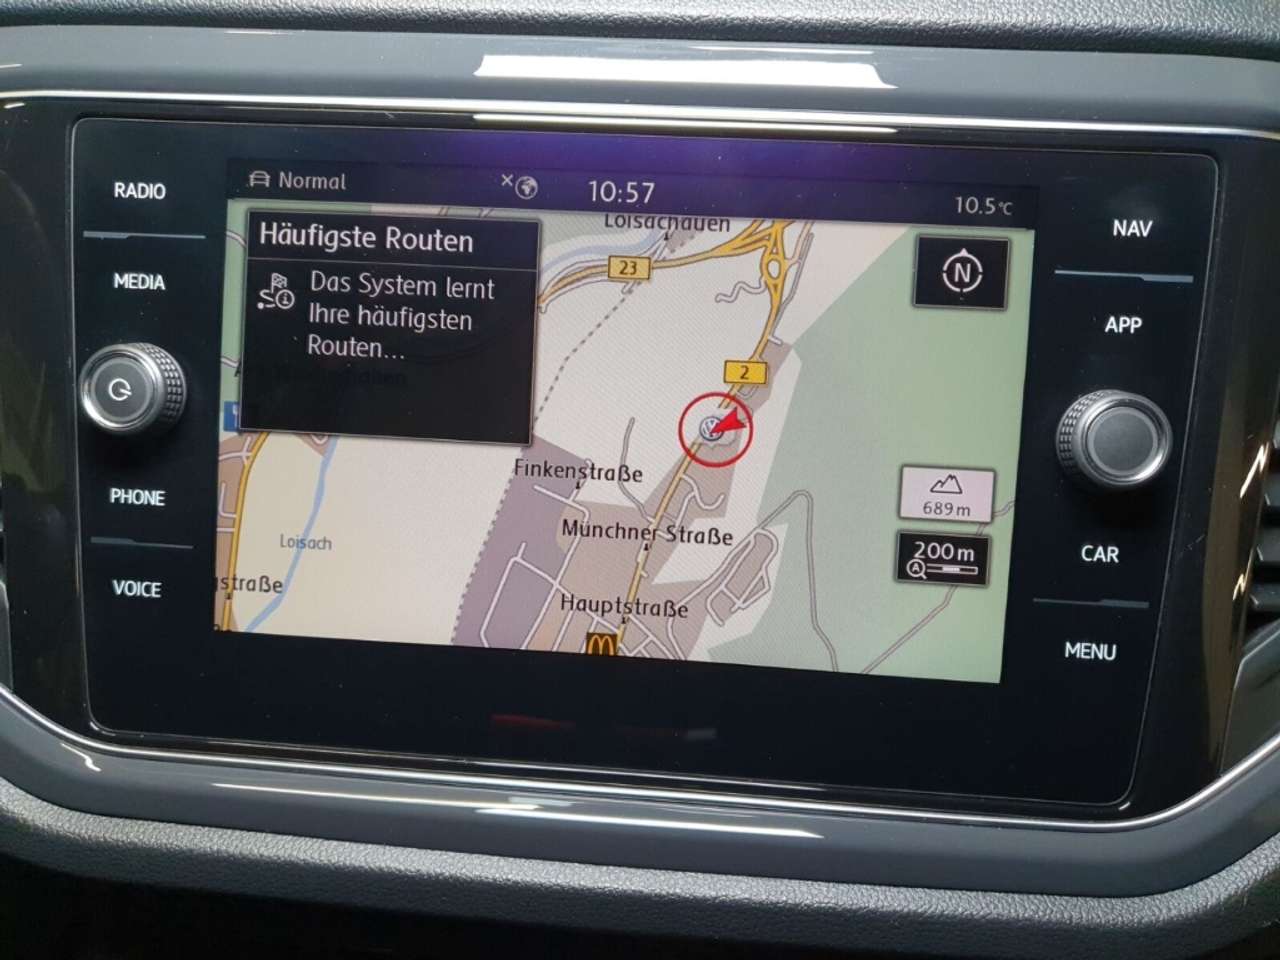 RADIO
MEDIA
PHONE
VOICE
Normal
10:57
10.5°C
Häufigste Routen
Das System lernt
Ihre häufigsten
Routen...
Loisachauen
23
2
N
Finkenstraße
Münchner Straße
Hauptstraße
Loisach
straße
689m
200m
A
NAV
APP
CAR
MENU